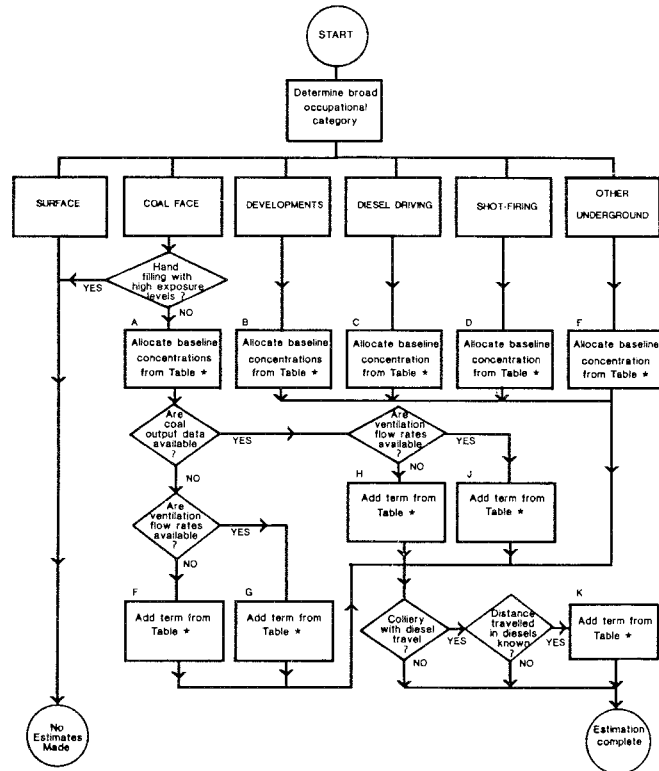 START
Determine broad
occupational
category
SURFACE
COAL FACE
DEVELOPMENTS
DIESEL DRIVING
SHOT-FIRING
OTHER
UNDERGROUND
Hand
filling with
high exposure
levels ?
YES
NO
A
Allocate baseline
concentrations
from Table *
B
Allocate baseline
concentrations
from Table *
C
Allocate baseline
concentration
from Table *
D
Allocate baseline
concentration
from Table *
E
Allocate baseline
concentration
from Table *
Are
coal
output data
available
?
YES
NO
Are
ventilation
flow rates
available
?
YES
NO
H
Add term from
Table *
J
Add term from
Table *
Are
ventilation
flow rates
available
?
YES
NO
F
Add term from
Table *
G
Add term from
Table *
Colliery
with diesel
travel
?
YES
NO
Distance
travelled
in diesels
known
?
YES
NO
K
Add term from
Table *
No
Estimates
Made
Estimation
complete